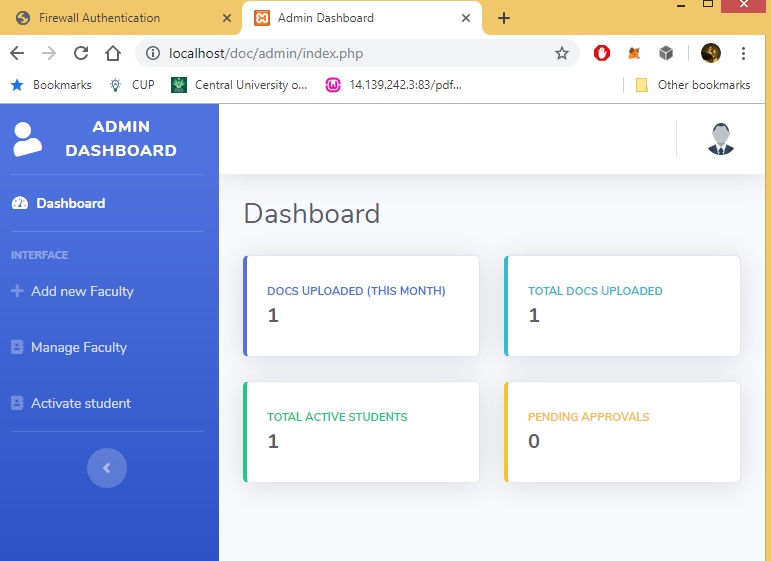 Firewall Authentication
Admin Dashboard
localhost/doc/admin/index.php
Bookmarks
CUP
Central University o...
14.139.242.3:83/pdf...
Other bookmarks
ADMIN
DASHBOARD
Dashboard
INTERFACE
Add new Faculty
Manage Faculty
Activate student
Dashboard
DOCS UPLOADED (THIS MONTH)
1
TOTAL DOCS UPLOADED
1
TOTAL ACTIVE STUDENTS
1
PENDING APPROVALS
0